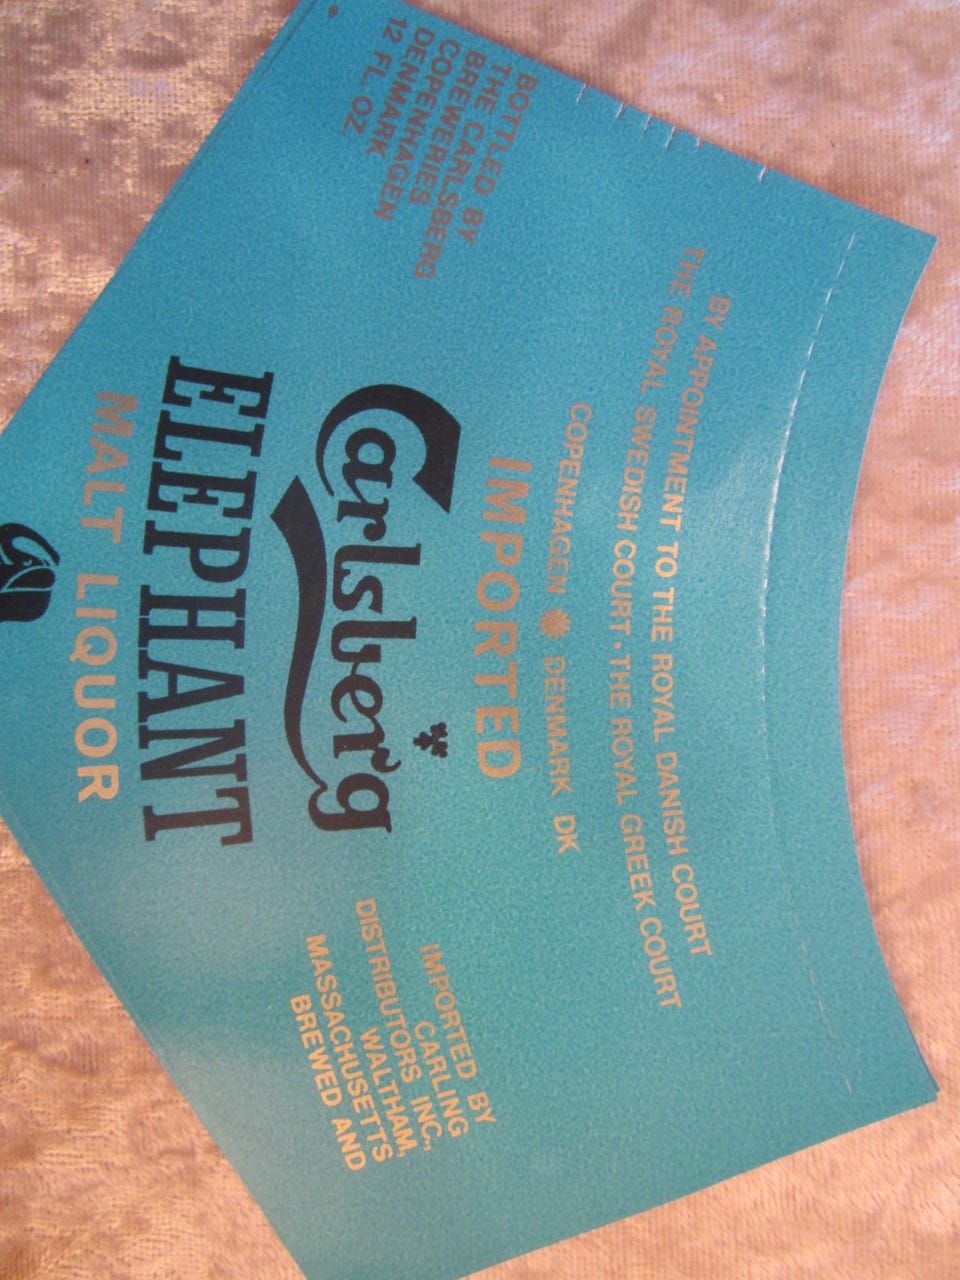 BY APPOINTMENT TO THE ROYAL DANISH COURT
THE ROYAL SWEDISH COURT·THE ROYAL GREEK COURT
COPENHAGEN DENMARK DK
IMPORTED
Carlsberg
ELEPHANT
MALT LIQUOR
IMPORTED BY
CARLING
DISTRIBUTORS INC.,
WALTHAM,
MASSACHUSETTS
BREWED AND
BOTTLED BY
THE CARLSBERG
BREWERIES
COPENHAGEN
DENMARK
12 FL. OZ.